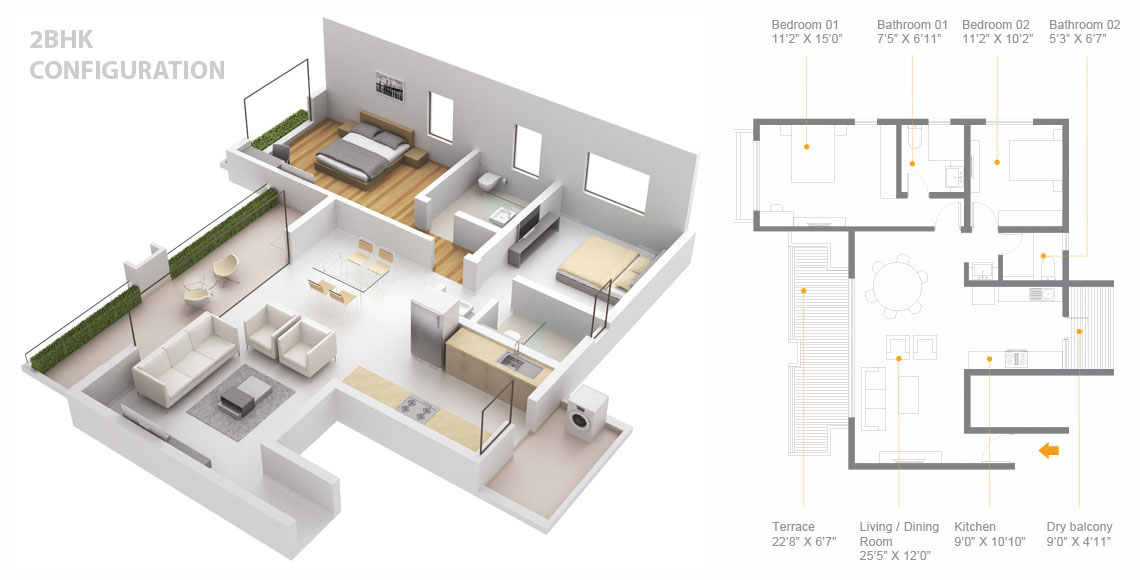 2BHK
CONFIGURATION
Bedroom 01
11'2" X 15'0"
Bathroom 01
7'5" X 6'11"
Bedroom 02
11'2" X 10'2"
Bathroom 02
5'3" X 6'7"
Terrace
22'8" X 6'7"
Living / Dining
Room
25'5" X 12'0"
Kitchen
9'0" X 10'10"
Dry balcony
9'0" X 4'11"